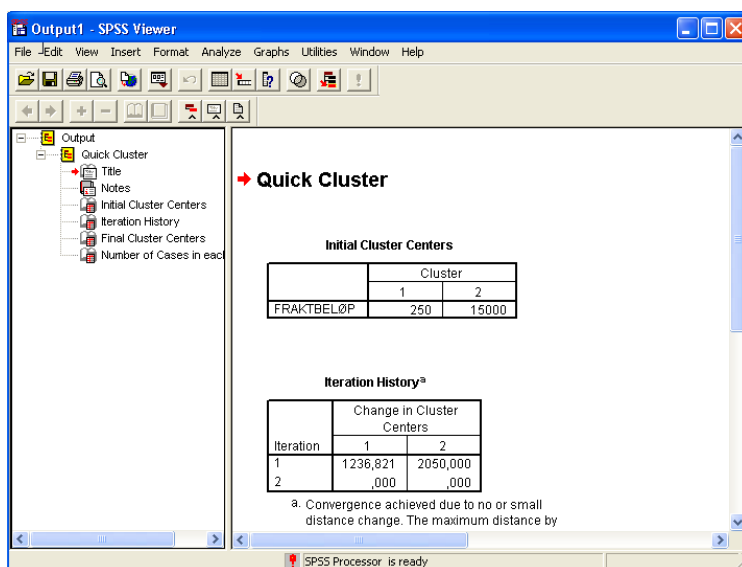 Output1 - SPSS Viewer
File Edit View Insert Format Analyze Graphs Utilities Window Help
Output
Quick Cluster
Title
Notes
Initial Cluster Centers
Iteration History
Final Cluster Centers
Number of Cases in eacl
Quick Cluster
Initial Cluster Centers
Cluster
1 2
FRAKTBELØP 250 15000
Iteration Historyᵃ
Change in Cluster
Centers
Iteration 1 2
1 1236,821 2050,000
2 ,000 ,000
a. Convergence achieved due to no or small
distance change. The maximum distance by
SPSS Processor is ready